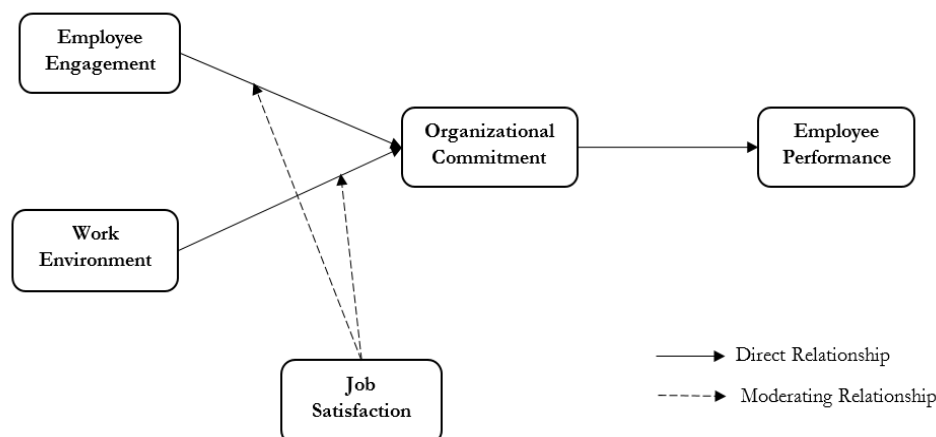 Employee
Engagement
Organizational
Commitment
Employee
Performance
Work
Environment
Job
Satisfaction
Direct Relationship
Moderating Relationship